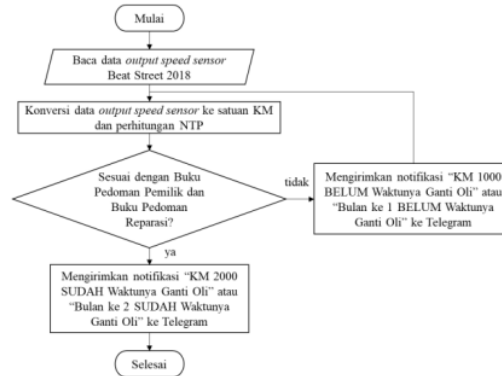 Mulai
Baca data output speed sensor
Beat Street 2018
Konversi data output speed sensor ke satuan KM
dan perhitungan NTP
Sesuai dengan Buku
Pedoman Pemilik dan
Buku Pedoman
Reparasi?
tidak
Mengirimkan notifikasi “KM 1000
BELUM Waktunya Ganti Oli” atau
“Bulan ke 1 BELUM Waktunya
Ganti Oli” ke Telegram
ya
Mengirimkan notifikasi “KM 2000
SUDAH Waktunya Ganti Oli” atau
“Bulan ke 2 SUDAH Waktunya
Ganti Oli” ke Telegram
Selesai